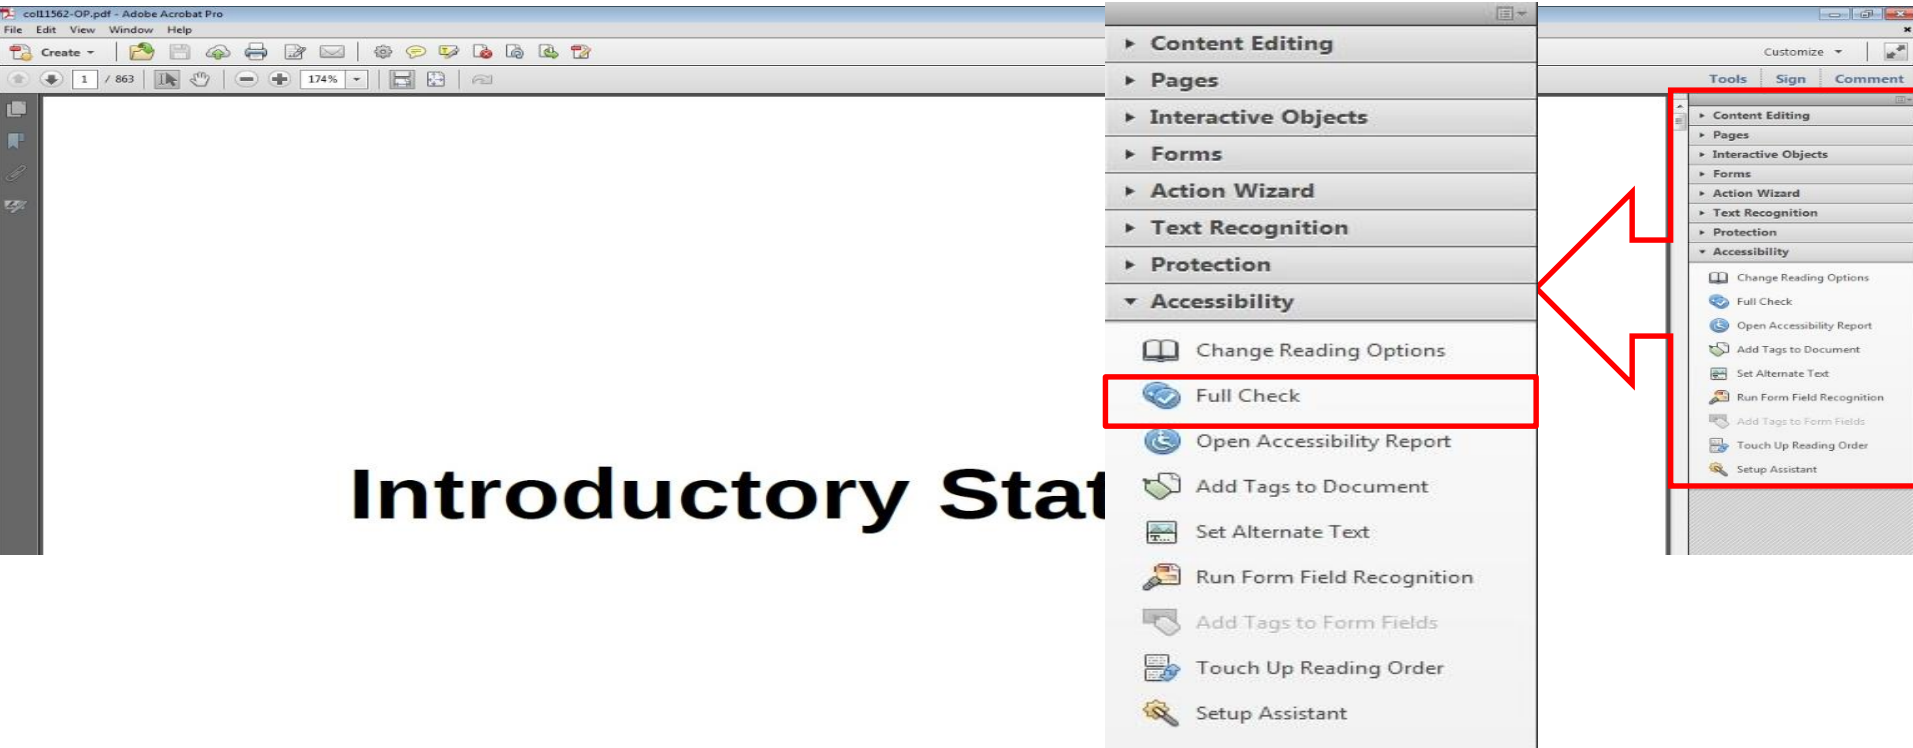 col11562-OP.pdf - Adobe Acrobat Pro
File Edit View Window Help
Create
Customize
1 / 863 174%
Tools Sign Comment
Introductory Stat
Content Editing
Pages
Interactive Objects
Forms
Action Wizard
Text Recognition
Protection
Accessibility
Change Reading Options
Full Check
Open Accessibility Report
Add Tags to Document
Set Alternate Text
Run Form Field Recognition
Add Tags to Form Fields
Touch Up Reading Order
Setup Assistant
Content Editing
Pages
Interactive Objects
Forms
Action Wizard
Text Recognition
Protection
Accessibility
Change Reading Options
Full Check
Open Accessibility Report
Add Tags to Document
Set Alternate Text
Run Form Field Recognition
Add Tags to Form Fields
Touch Up Reading Order
Setup Assistant